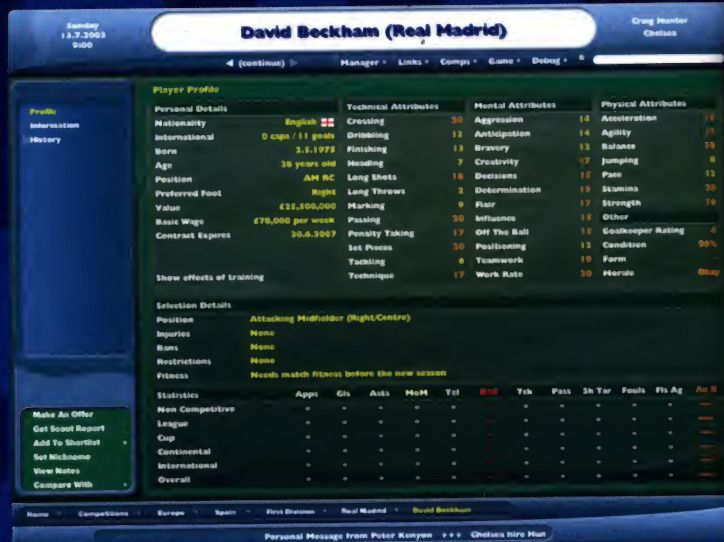 Sunday
13.7.2003
9:00
David Beckham (Real Madrid)
Craig Hunter
Chelsea
(continue) Manager Links Comps Game Debug
Profile
Information
History
Player Profile
Personal Details
Nationality English
International 0 caps / 11 goals
Born 2.5.1975
Age 28 years old
Position AM RC
Preferred Foot Right
Value £25,500,000
Basic Wage £70,000 per week
Contract Expires 30.6.2007
Show effects of training
Technical Attributes
Crossing 20
Dribbling 13
Finishing 13
Heading 7
Long Shots 18
Long Throws 2
Marking 9
Passing 20
Penalty Taking 17
Set Pieces 20
Tackling 6
Technique 17
Mental Attributes
Aggression 14
Anticipation 14
Bravery 12
Creativity 17
Decisions 15
Determination 19
Flair 17
Influence 15
Off The Ball
Positioning 12
Teamwork 19
Work Rate 20
Physical Attributes
Acceleration
Agility
Balance
Jumping
Pace 12
Stamina 20
Strength
Other
Goalkeeper Rating
Condition
Form -
Morale Okay
Selection Details
Position Attacking Midfielder (Right/Centre)
Injuries None
Bans None
Restrictions None
Fitness Needs match fitness before the new season
Statistics Apps Gls Asts MoM Yel Red Tck Pass Sh Tar Fouls Fls Ag Av R
Non Competitive
League
Cup
Continental
International
Overall
Make An Offer
Get Scout Report
Add To Shortlist
Set Nickname
View Notes
Compare With
Home Competitions Europe Spain First Division Real Madrid David Beckham
Personal Message from Peter Kenyon +++ Chelsea hire Hun